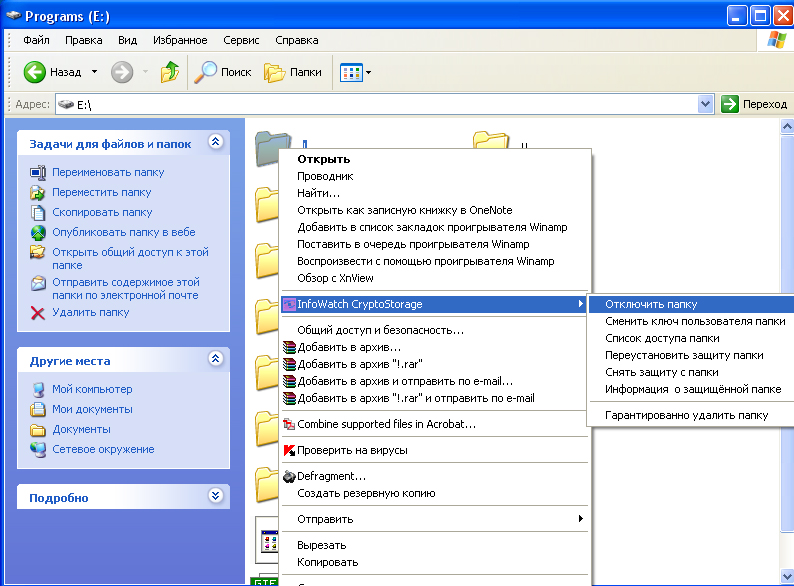 Programs (E:)
Файл Правка Вид Избранное Сервис Справка
Назад Поиск Папки
Адрес: E:\ Переход
Задачи для файлов и папок
Переименовать папку
Переместить папку
Скопировать папку
Опубликовать папку в вебе
Открыть общий доступ к этой
папке
Отправить содержимое этой
папки по электронной почте
Удалить папку
Другие места
Мой компьютер
Мои документы
Документы
Сетевое окружение
Подробно
Открыть
Проводник
Найти...
Открыть как записную книжку в OneNote
Добавить в список закладок проигрывателя Winamp
Поставить в очередь проигрывателя Winamp
Воспроизвести с помощью проигрывателя Winamp
Обзор с XnView
InfoWatch CryptoStorage
Общий доступ и безопасность...
Добавить в архив...
Добавить в архив "!.rar"
Добавить в архив и отправить по e-mail...
Добавить в архив "!.rar" и отправить по e-mail
Combine supported files in Acrobat...
Проверить на вирусы
Defragment...
Создать резервную копию
Отправить
Вырезать
Копировать
Отключить папку
Сменить ключ пользователя папки
Список доступа папки
Переустановить защиту папки
Снять защиту с папки
Информация о защищённой папке
Гарантированно удалить папку